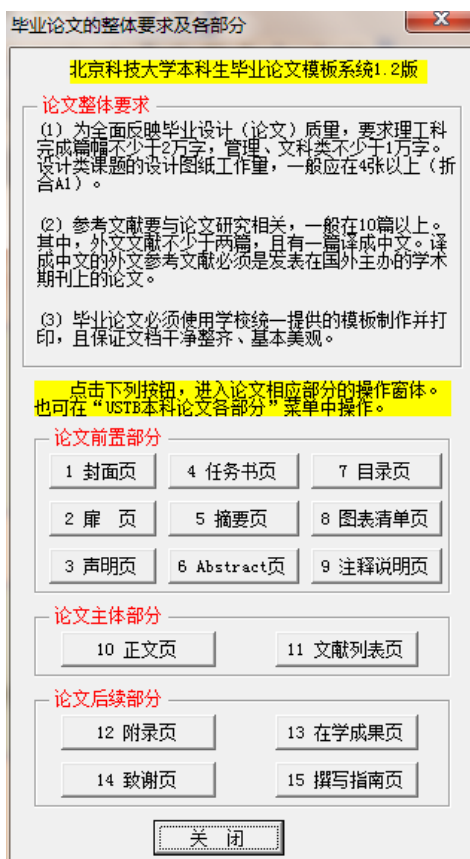 毕业论文的整体要求及各部分
北京科技大学本科生毕业论文模板系统1.2版
论文整体要求
(1) 为全面反映毕业设计（论文）质量，要求理工科
完成篇幅不少于2万字，管理、文科类不少于1万字。
设计类课题的设计图纸工作量，一般应在4张以上（折
合A1）。
(2) 参考文献要与论文研究相关，一般在10篇以上。
其中，外文文献不少于两篇，且有一篇译成中文。译
成中文的外文参考文献必须是发表在国外主办的学术
期刊上的论文。
(3) 毕业论文必须使用学校统一提供的模板制作并打
印，且保证文档干净整齐、基本美观。
点击下列按钮，进入论文相应部分的操作窗体。
也可在“USTB本科论文各部分”菜单中操作。
论文前置部分
1 封面页 4 任务书页 7 目录页
2 扉 页 5 摘要页 8 图表清单页
3 声明页 6 Abstract页 9 注释说明页
论文主体部分
10 正文页 11 文献列表页
论文后续部分
12 附录页 13 在学成果页
14 致谢页 15 撰写指南页
关 闭